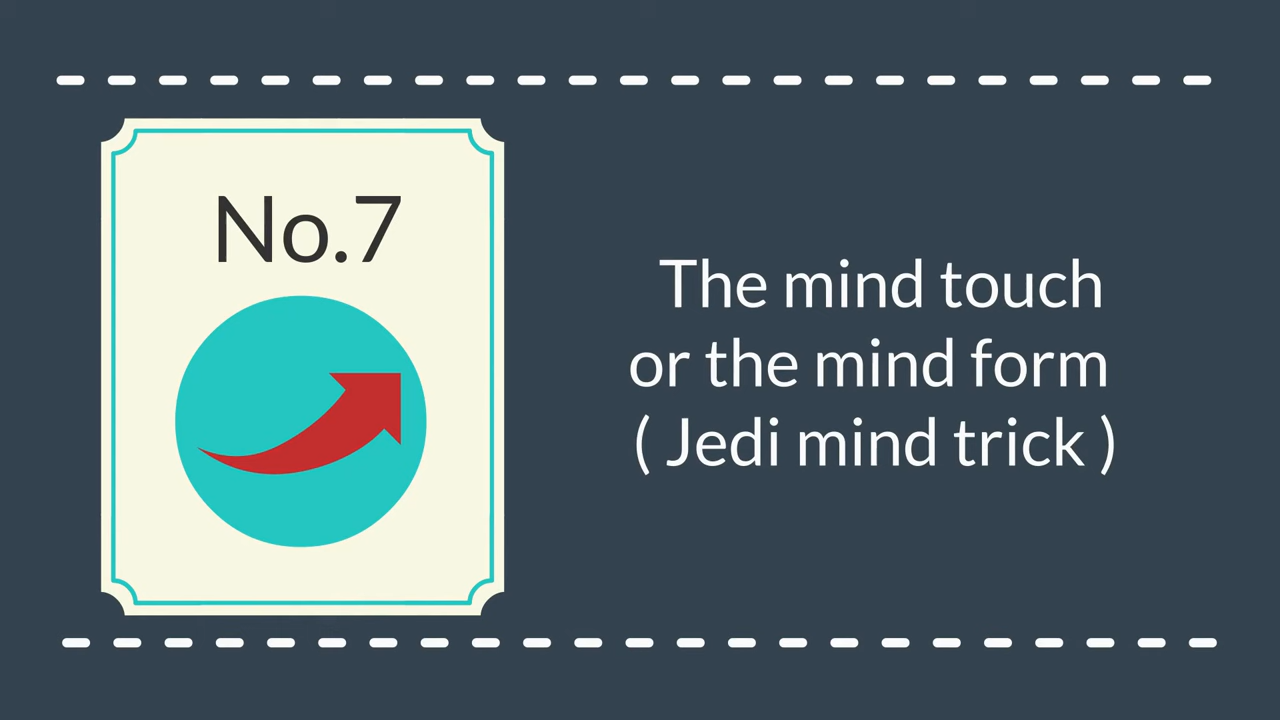 No.7
The mind touch
or the mind form
( Jedi mind trick )